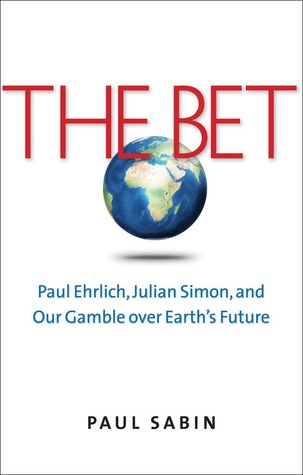 THE BET
Paul Ehrlich, Julian Simon, and
Our Gamble over Earth's Future
PAUL SABIN